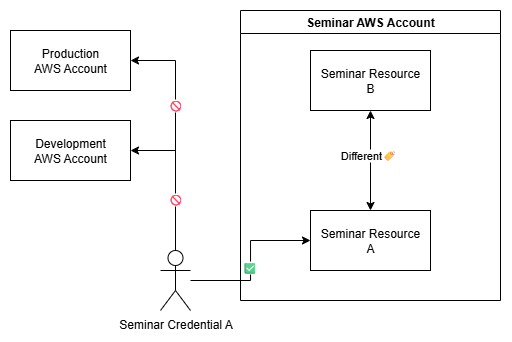 Seminar AWS Account
Production
AWS Account
Seminar Resource
B
Development
AWS Account
Different
Seminar Resource
A
Seminar Credential A